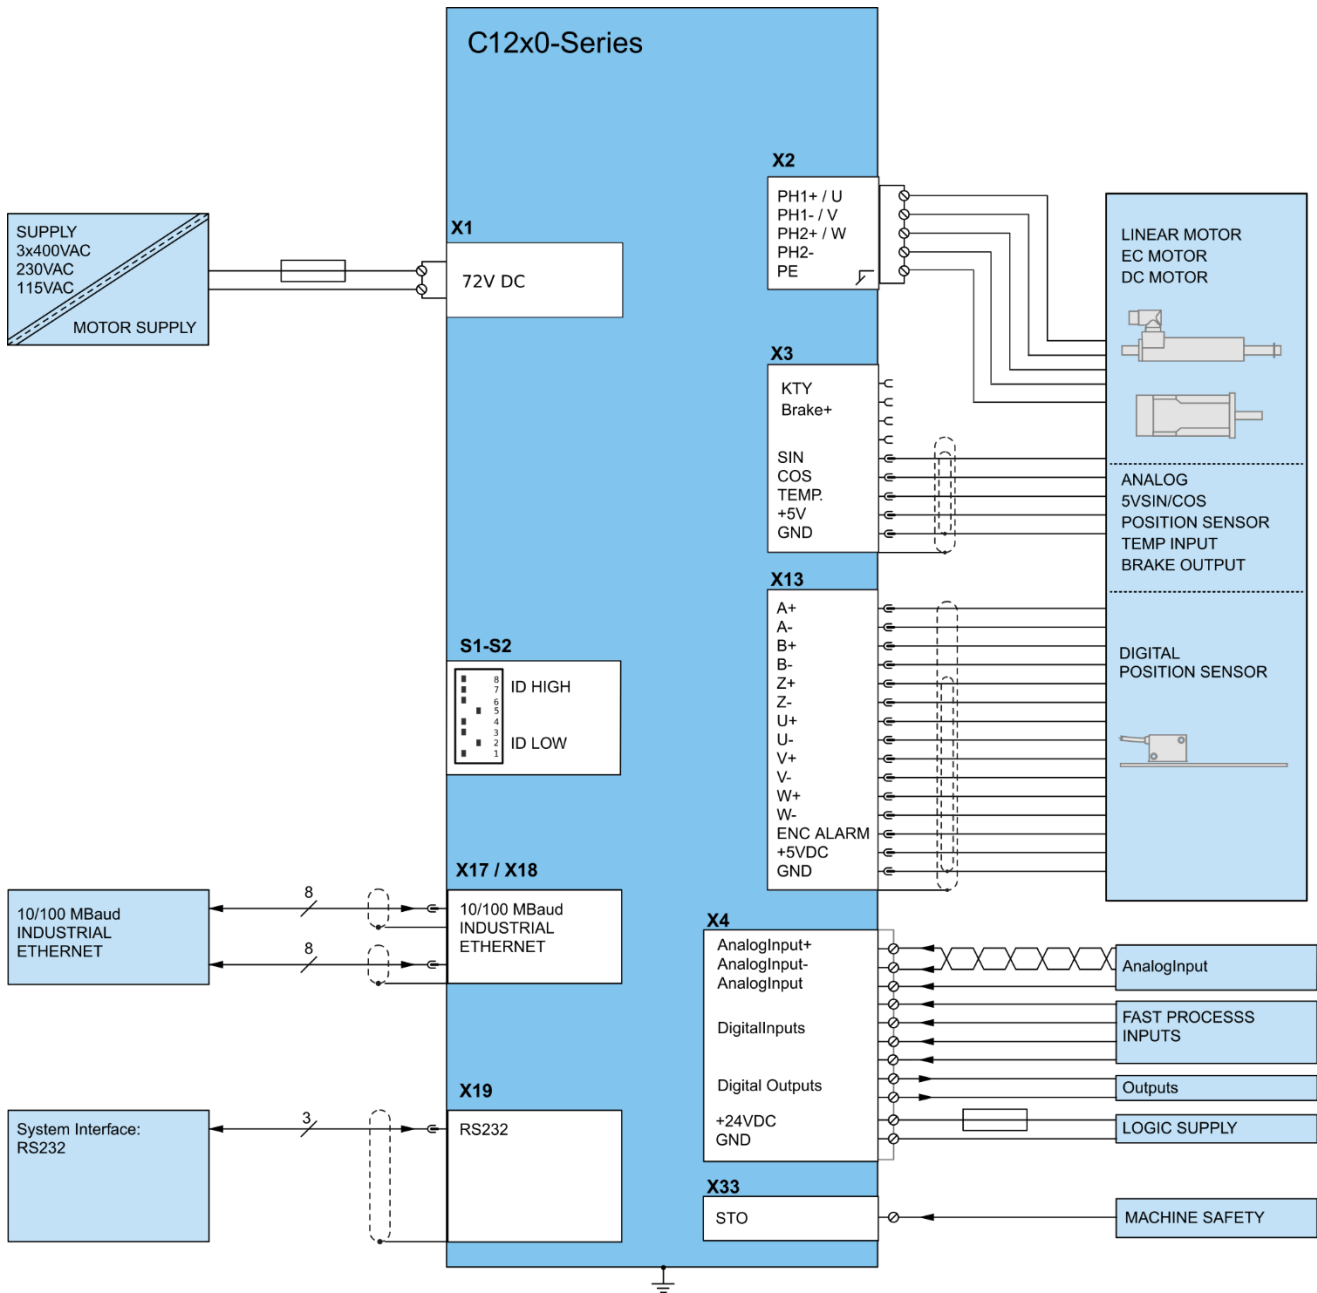 C12x0-Series
SUPPLY
3x400VAC
230VAC
115VAC
MOTOR SUPPLY
X1
72V DC
X2
PH1+ / U
PH1- / V
PH2+ / W
PH2-
PE
LINEAR MOTOR
EC MOTOR
DC MOTOR
X3
KTY
Brake+
SIN
COS
TEMP.
+5V
GND
ANALOG
5VSIN/COS
POSITION SENSOR
TEMP INPUT
BRAKE OUTPUT
X13
A+
A-
B+
B-
Z+
Z-
U+
U-
V+
V-
W+
W-
ENC ALARM
+5VDC
GND
DIGITAL
POSITION SENSOR
S1-S2
8
7
6
5
4
3
2
1
ID HIGH
ID LOW
X17 / X18
10/100 MBaud
INDUSTRIAL
ETHERNET
8
8
10/100 MBaud
INDUSTRIAL
ETHERNET
X4
AnalogInput+
AnalogInput-
AnalogInput
DigitalInputs
Digital Outputs
+24VDC
GND
AnalogInput
FAST PROCESSS
INPUTS
Outputs
LOGIC SUPPLY
X19
System Interface:
RS232
3
RS232
X33
STO
MACHINE SAFETY